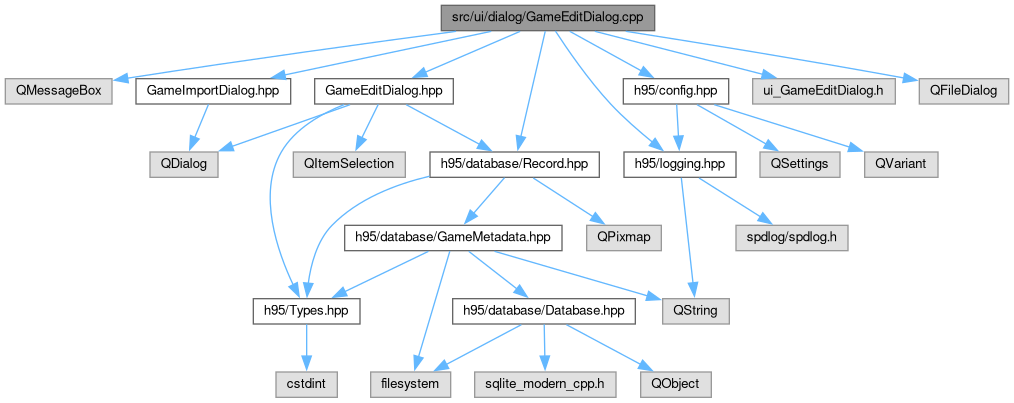 src/ui/dialog/GameEditDialog.cpp
QMessageBox
GameImportDialog.hpp
GameEditDialog.hpp
h95/config.hpp
ui_GameEditDialog.h
QFileDialog
QDialog
QItemSelection
h95/database/Record.hpp
h95/logging.hpp
QSettings
QVariant
h95/database/GameMetadata.hpp
QPixmap
spdlog/spdlog.h
h95/Types.hpp
h95/database/Database.hpp
QString
cstdint
filesystem
sqlite_modern_cpp.h
QObject